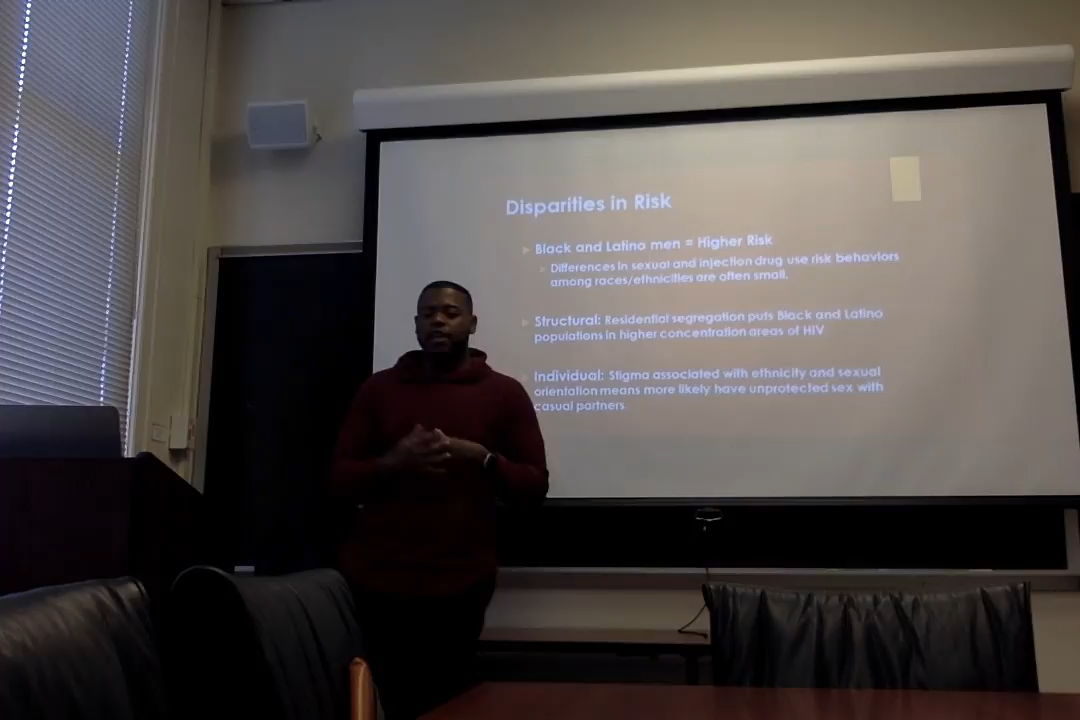 Disparities in Risk
Black and Latino men = Higher Risk
Differences in sexual and injection drug use risk behaviors
among races/ethnicities are often small.
Structural: Residential segregation puts Black and Latino
populations in higher concentration areas of HIV
Individual: Stigma associated with ethnicity and sexual
orientation means more likely have unprotected sex with
casual partners.